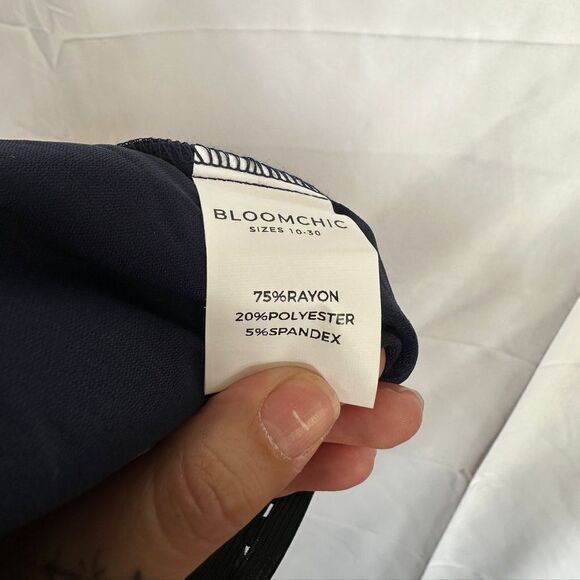 BLOOMCHIC
SIZES 10-30
75%RAYON
20%POLYESTER
5%SPANDEX